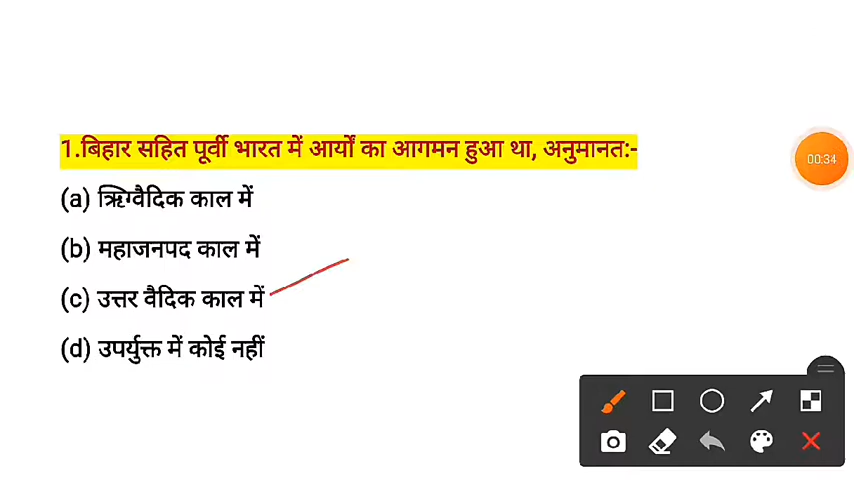 1.बिहार सहित पूर्वी भारत में आर्यों का आगमन हुआ था, अनुमानत:-
(a) ऋिग्वैदिक काल में
(b) महाजनपद काल में
(c) उत्तर वैदिक काल में
(d) उपर्युक्त में कोई नहीं
00:34